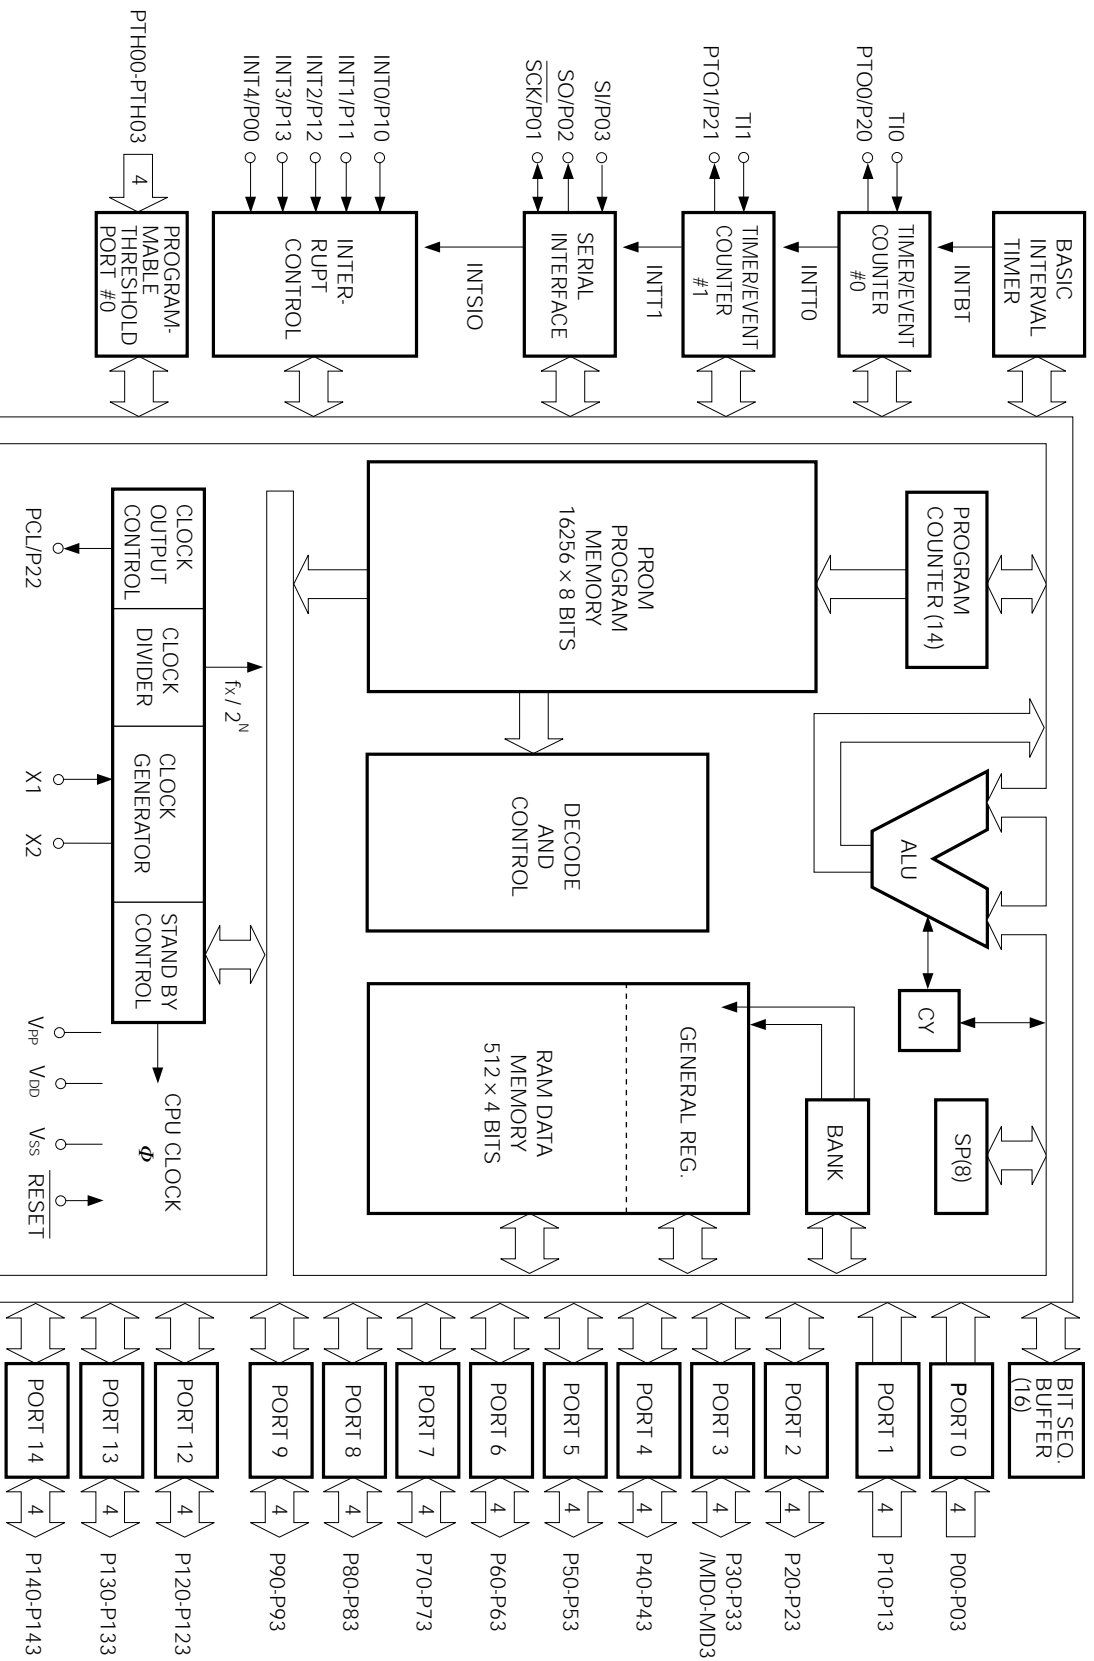 BASIC
INTERVAL
TIMER
INTBT
TI0
PTO0/P20
TIMER/EVENT
COUNTER
#0
INTT0
TI1
PTO1/P21
TIMER/EVENT
COUNTER
#1
INTT1
SI/P03
SO/P02
SCK/P01
SERIAL
INTERFACE
INTSIO
INT0/P10
INT1/P11
INT2/P12
INT3/P13
INT4/P00
INTER-
RUPT
CONTROL
PTH00-PTH03
4
PROGRAM-
MABLE
THRESHOLD
PORT #0
PROGRAM
COUNTER (14)
ALU
CY
SP(8)
BANK
PROM
PROGRAM
MEMORY
16256 × 8 BITS
DECODE
AND
CONTROL
GENERAL REG.
RAM DATA
MEMORY
512 × 4 BITS
fX / 2N
CLOCK
OUTPUT
CONTROL
CLOCK
DIVIDER
CLOCK
GENERATOR
STAND BY
CONTROL
CPU CLOCK
Φ
PCL/P22
X1
X2
VPP
VDD
VSS
RESET
BIT SEQ.
BUFFER
(16)
PORT 0
4
P00-P03
PORT 1
4
P10-P13
PORT 2
4
P20-P23
PORT 3
4
P30-P33
/MD0-MD3
PORT 4
4
P40-P43
PORT 5
4
P50-P53
PORT 6
4
P60-P63
PORT 7
4
P70-P73
PORT 8
4
P80-P83
PORT 9
4
P90-P93
PORT 12
4
P120-P123
PORT 13
4
P130-P133
PORT 14
4
P140-P143